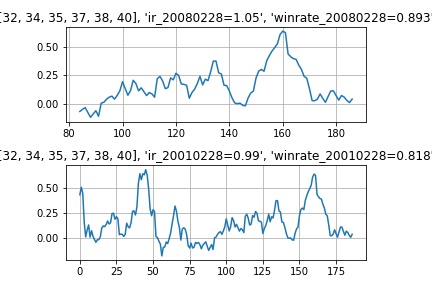 [32, 34, 35, 37, 38, 40], 'ir_20080228=1.05', 'winrate_20080228=0.893'
0.50
0.25
0.00
80 100 120 140 160 180
[32, 34, 35, 37, 38, 40], 'ir_20010228=0.99', 'winrate_20010228=0.818'
0.50
0.25
0.00
0 25 50 75 100 125 150 175